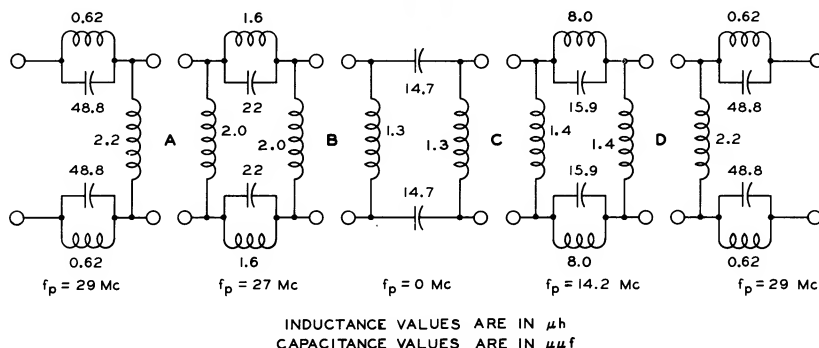 0.62 1.6 8.0 0.62
48.8 22 14.7 15.9 48.8
2.2 A 2.0 2.0 B 1.3 1.3 C 1.4 1.4 D 2.2
48.8 22 14.7 15.9 48.8
0.62 1.6 8.0 0.62
fp = 29 Mc fp = 27 Mc fp = 0 Mc fp = 14.2 Mc fp = 29 Mc
INDUCTANCE VALUES ARE IN μh
CAPACITANCE VALUES ARE IN μμf